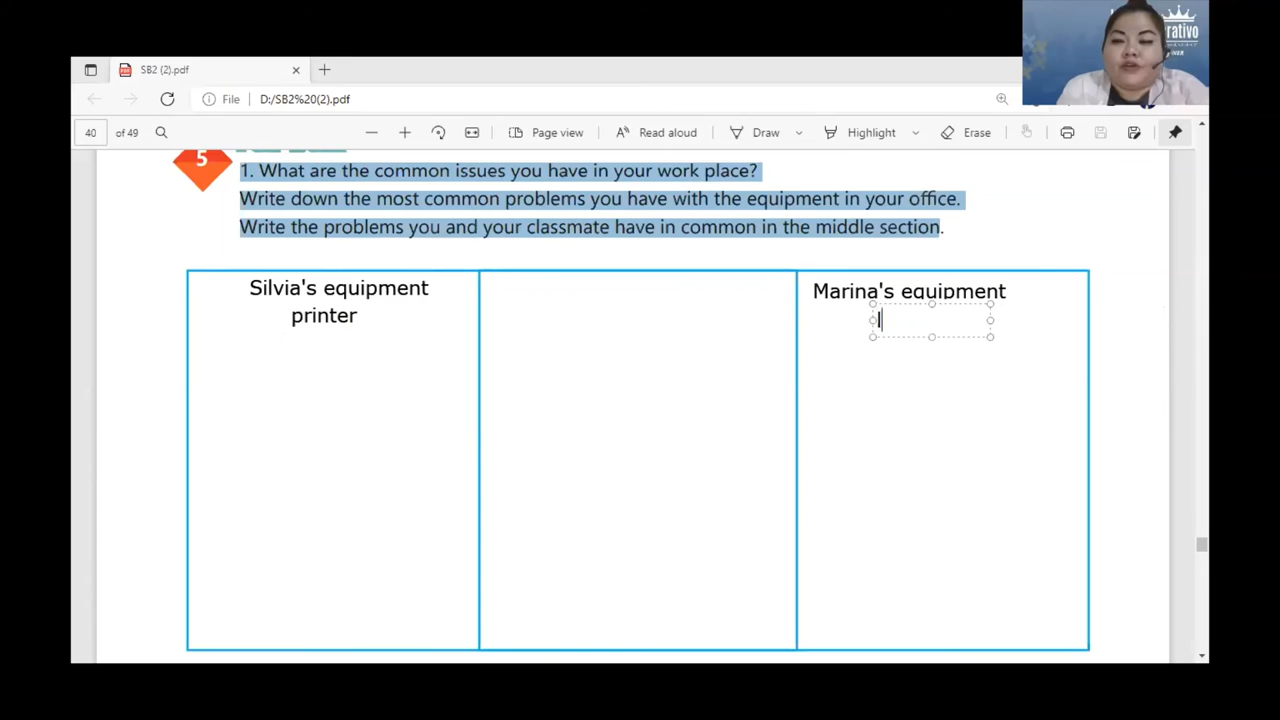 SB2 (2).pdf
File
D:/SB2%20(2).pdf
40 of 49
Page view
Read aloud
Draw
Highlight
Erase
5
1. What are the common issues you have in your work place?
Write down the most common problems you have with the equipment in your office.
Write the problems you and your classmate have in common in the middle section.
Silvia's equipment
printer
Marina's equipment
l